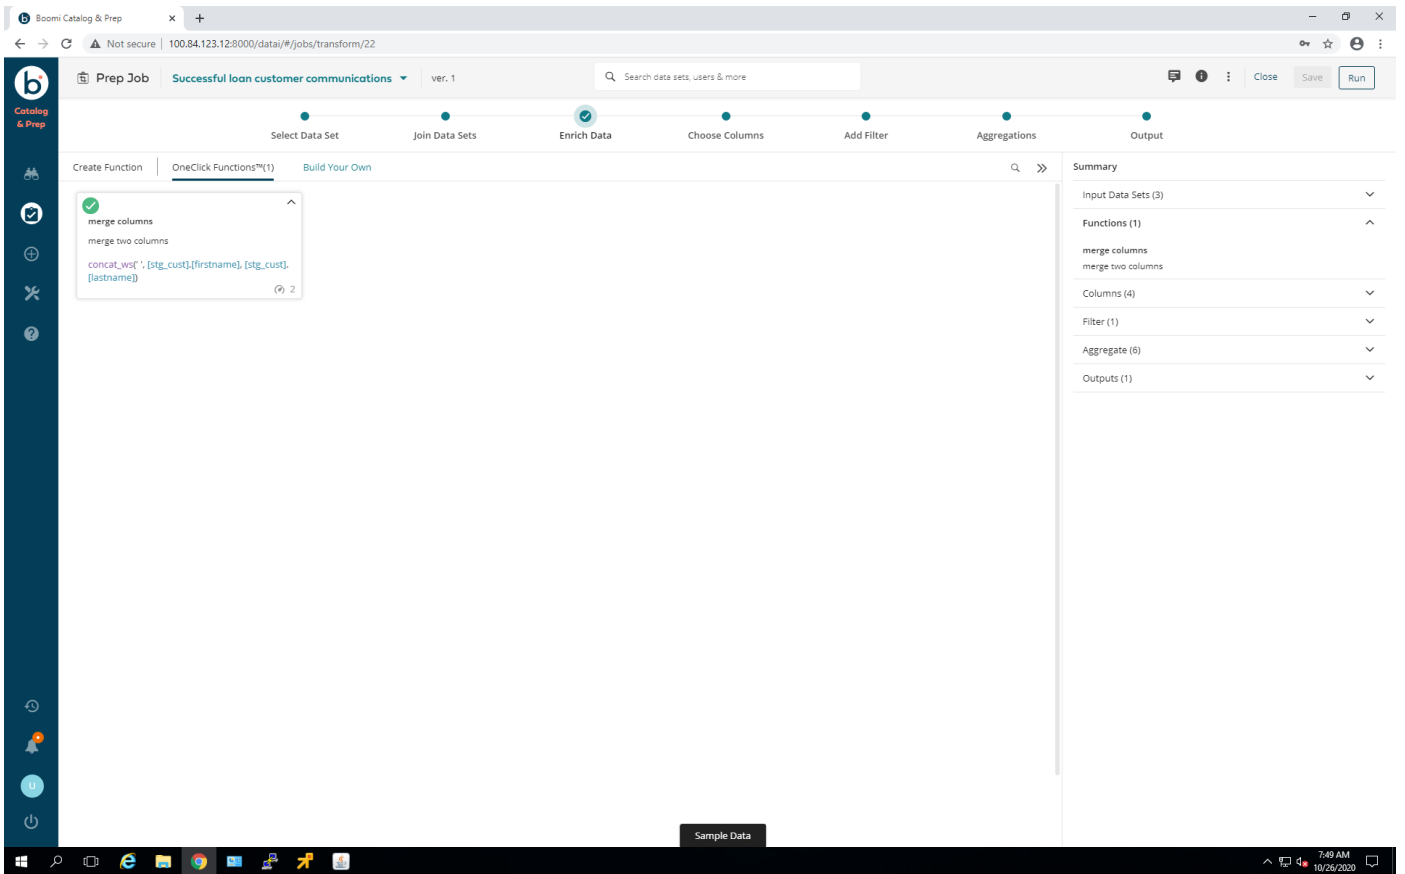 Boomi Catalog & Prep
Not secure | 100.84.123.12:8000/datai/#/jobs/transform/22
b
Catalog
& Prep
Prep Job
Successful loan customer communications
ver. 1
Search data sets, users & more
Close
Save
Run
Select Data Set
Join Data Sets
Enrich Data
Choose Columns
Add Filter
Aggregations
Output
Create Function
OneClick Functions™(1)
Build Your Own
merge columns
merge two columns
concat_ws(' ', [stg_cust].[firstname], [stg_cust].
[lastname])
2
Summary
Input Data Sets (3)
Functions (1)
merge columns
merge two columns
Columns (4)
Filter (1)
Aggregate (6)
Outputs (1)
U
Sample Data
7:49 AM
10/26/2020